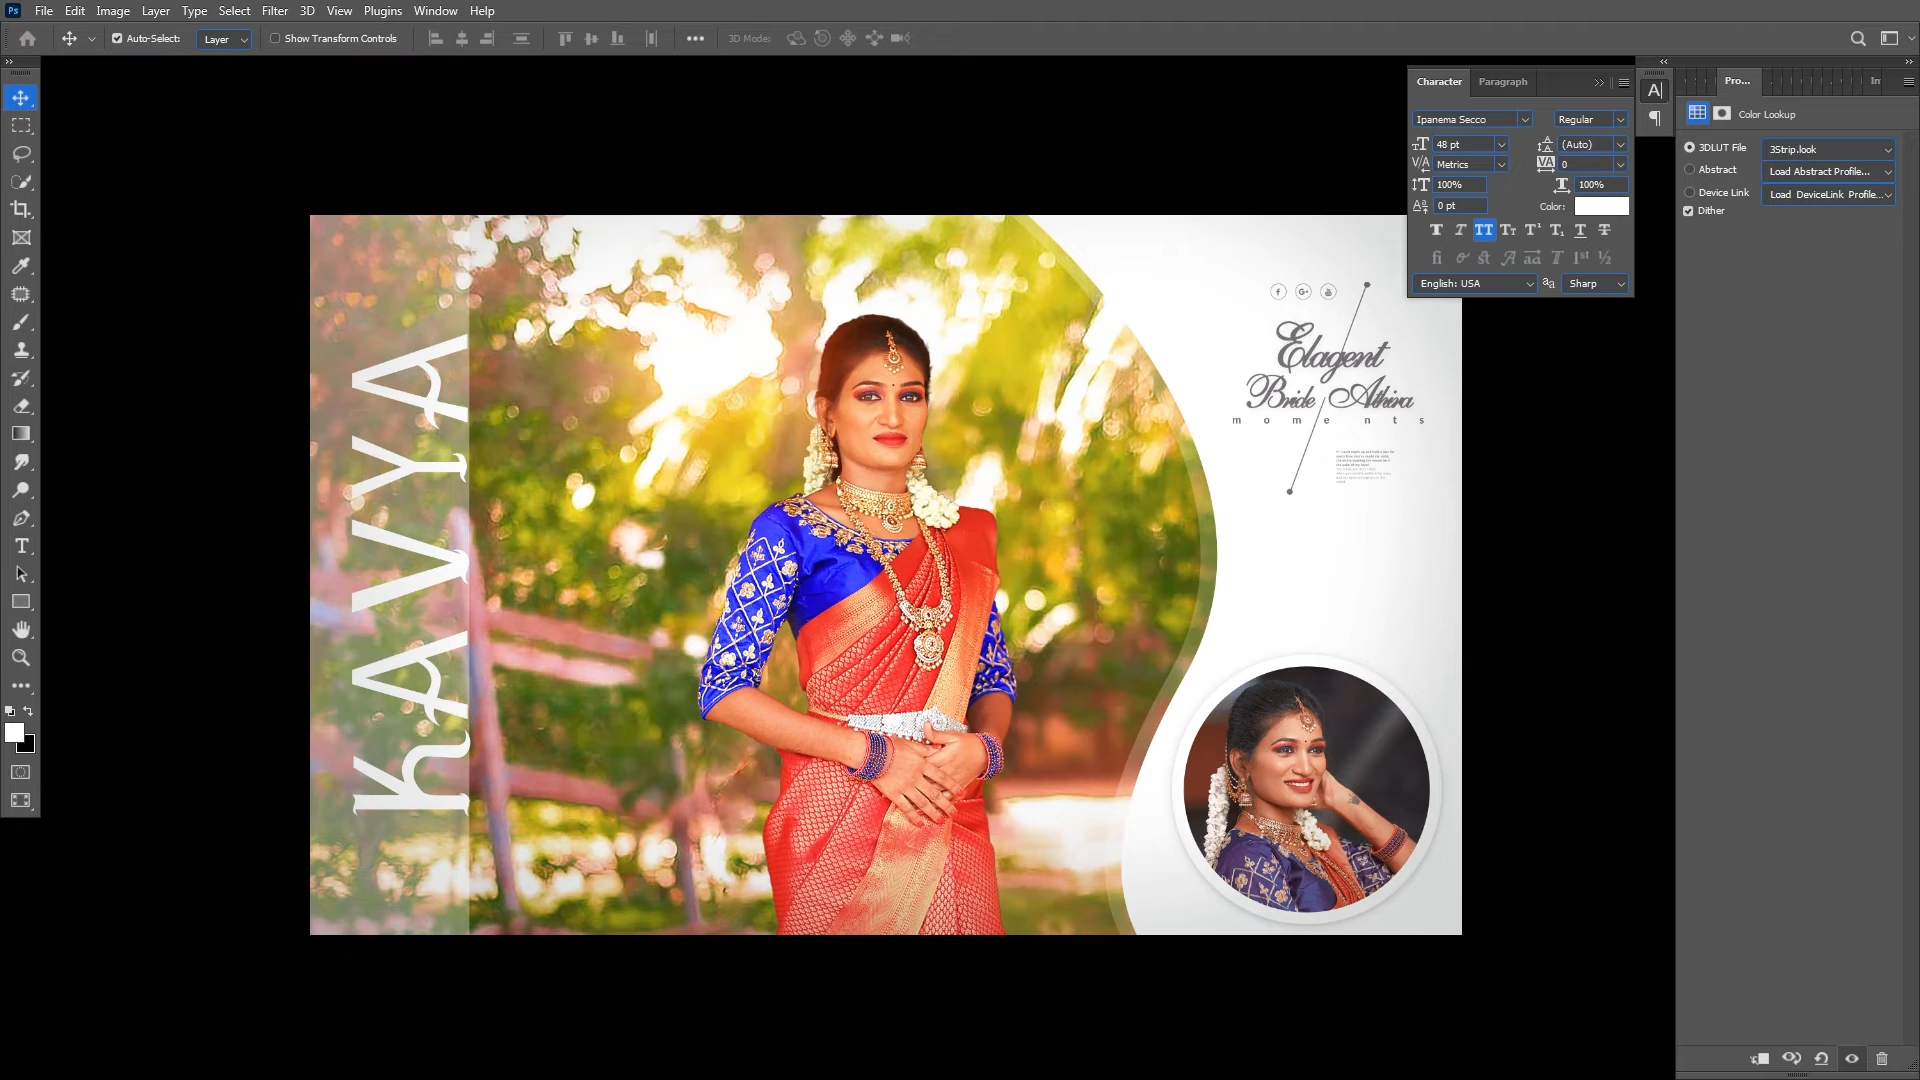 Ps File Edit Image Layer Type Select Filter 3D View Plugins Window Help
Auto-Select: Layer Show Transform Controls 3D Mode:
Character Paragraph
Ipanema Secco Regular
48 pt (Auto)
Metrics 0
100% 100%
0 pt Color:
English: USA Sharp
Pro...
Color Lookup
3DLUT File 3Strip.look
Abstract Load Abstract Profile...
Device Link Load DeviceLink Profile...
Dither
KAVYA
Elagent
Bride Athira
moments